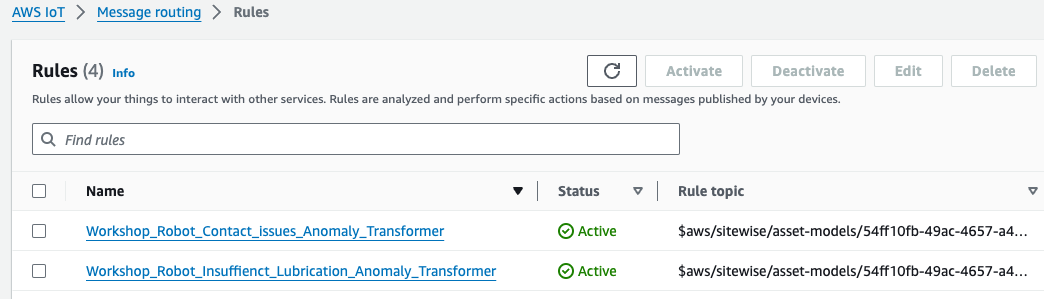 AWS IoT > Message routing > Rules
Rules (4) Info
Activate Deactivate Edit Delete
Rules allow your things to interact with other services. Rules are analyzed and perform specific actions based on messages published by your devices.
Find rules
Name Status Rule topic
Workshop_Robot_Contact_issues_Anomaly_Transformer Active $aws/sitewise/asset-models/54ff10fb-49ac-4657-a4...
Workshop_Robot_Insuffienct_Lubrication_Anomaly_Transformer Active $aws/sitewise/asset-models/54ff10fb-49ac-4657-a4...